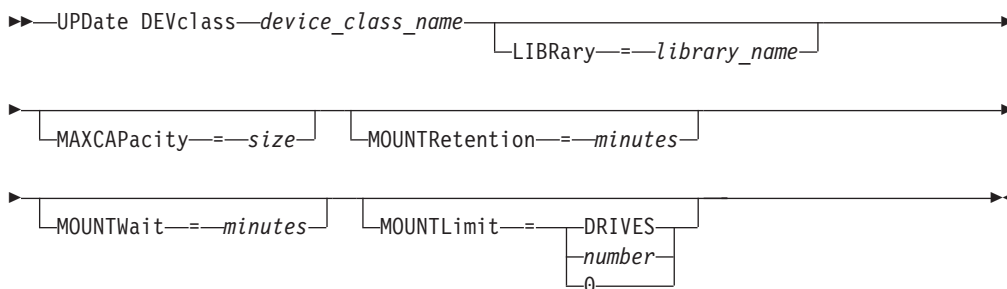 UPDate DEVclass device_class_name LIBRary = library_name
MAXCAPacity = size MOUNTRetention = minutes
MOUNTWait = minutes MOUNTLimit = DRIVES
number
0